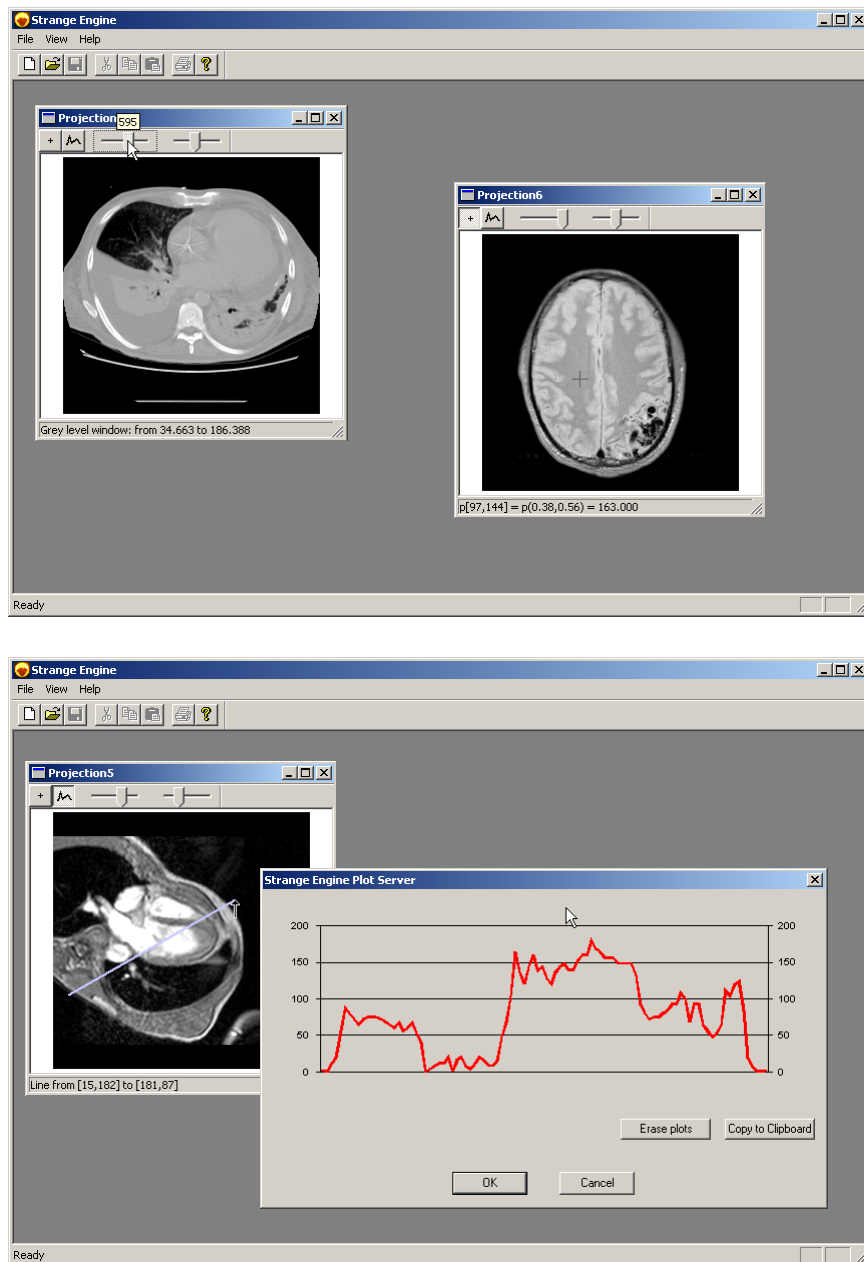 Strange Engine
File View Help
Projection
595
Grey level window: from 34.663 to 186.388
Projection6
p[97,144] = p(0.38,0.56) = 163.000
Ready
Strange Engine
File View Help
Projection5
Line from [15,182] to [181,87]
Strange Engine Plot Server
200 200
150 150
100 100
50 50
0 0
Erase plots Copy to Clipboard
OK Cancel
Ready